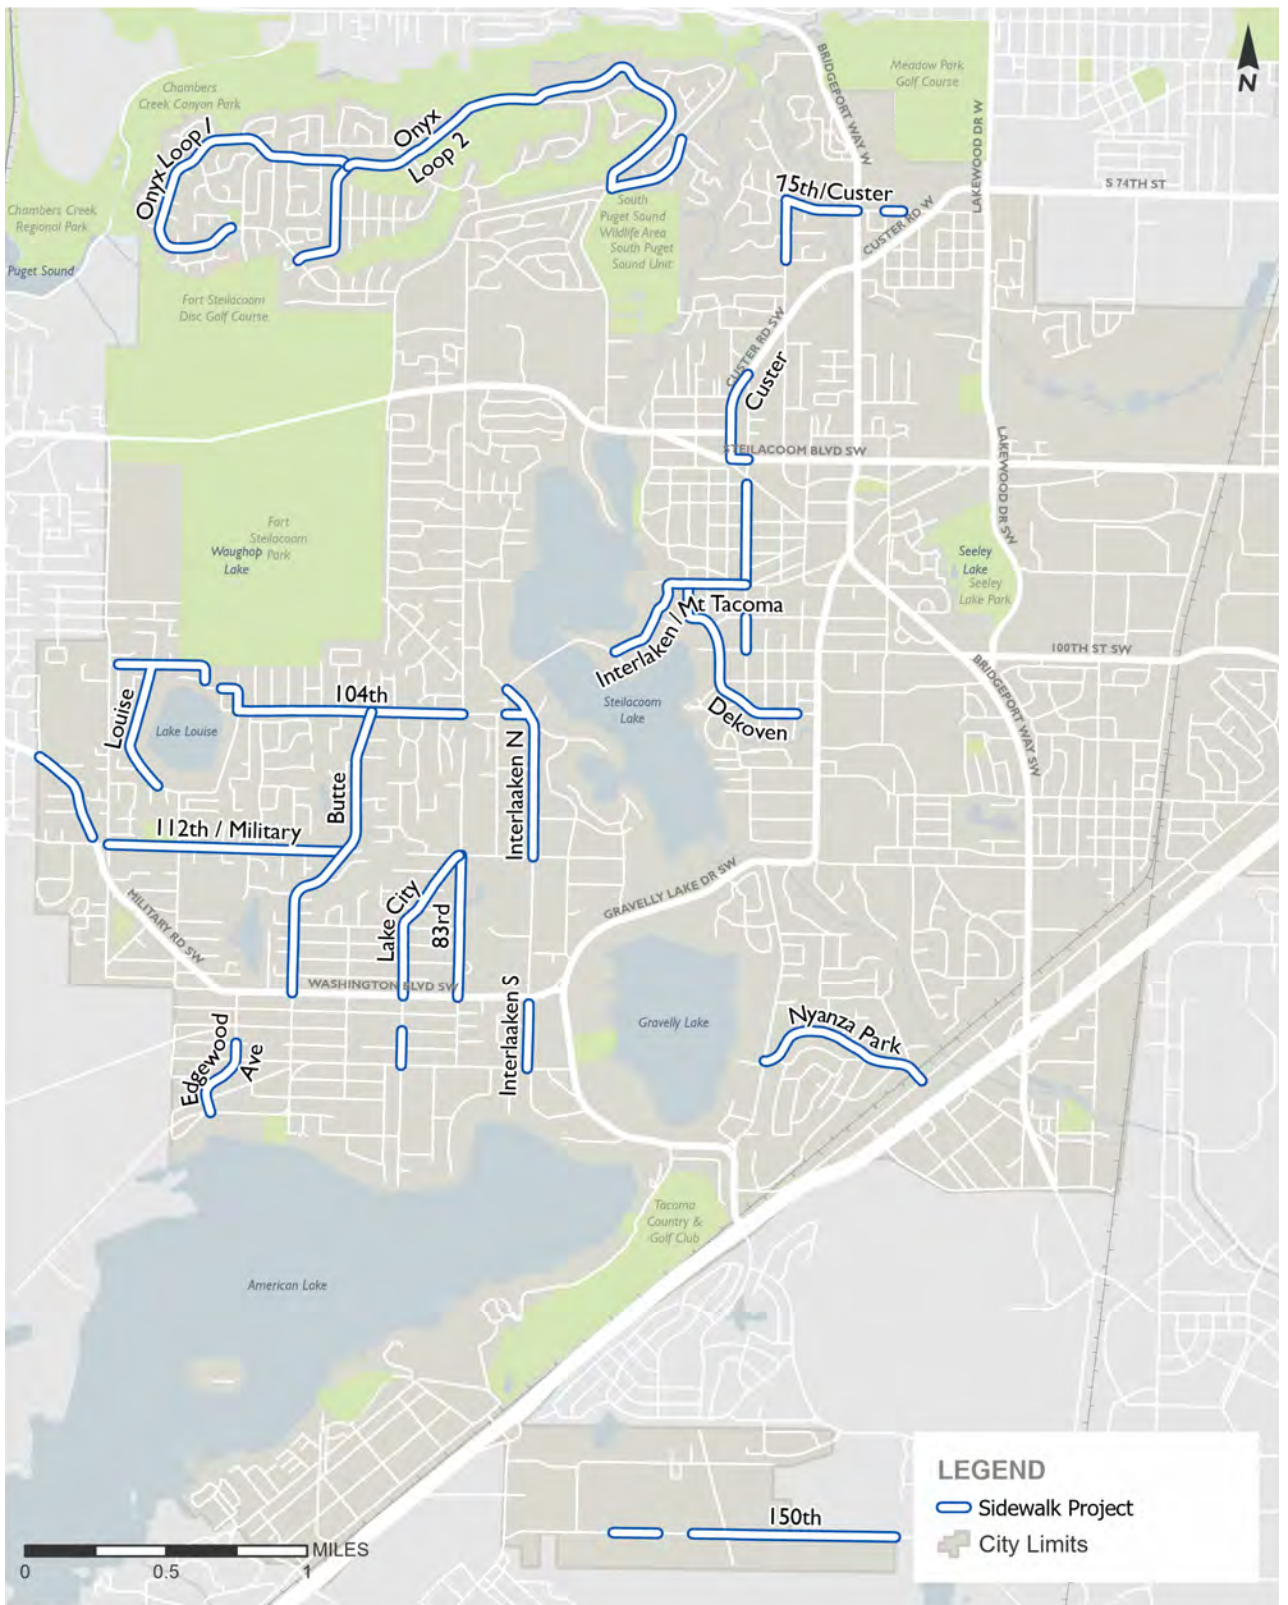 N
Meadow Park
Golf Course
BRIDGEPORT WAY W
LAKEWOOD DR W
S 74TH ST
Chambers
Creek Canyon Park
Onyx Loop 1
Onyx
Loop 2
Chambers Creek
Regional Park
Puget Sound
South
Puget Sound
Wildlife Area
South Puget
Sound Unit
75th/Custer
CUSTER RD W
Fort Steilacoom
Disc Golf Course
CUSTER RD SW
Custer
STEILACOOM BLVD SW
LAKEWOOD DR SW
Fort
Steilacoom
Park
Waughop
Lake
Seeley
Lake
Seeley
Lake Park
Interlaken / Mt Tacoma
100TH ST SW
BRIDGEPORT WAY SW
104th
Louise
Lake Louise
Steilacoom
Lake
Dekoven
Butte
Interlaaken N
112th / Military
GRAVELLY LAKE DR SW
Lake City
83rd
MILITARY RD SW
WASHINGTON BLVD SW
Interlaaken S
Gravelly Lake
Nyanza Park
Edgewood
Ave
Tacoma
Country &
Golf Club
American Lake
LEGEND
Sidewalk Project
City Limits
150th
MILES
0 0.5 1